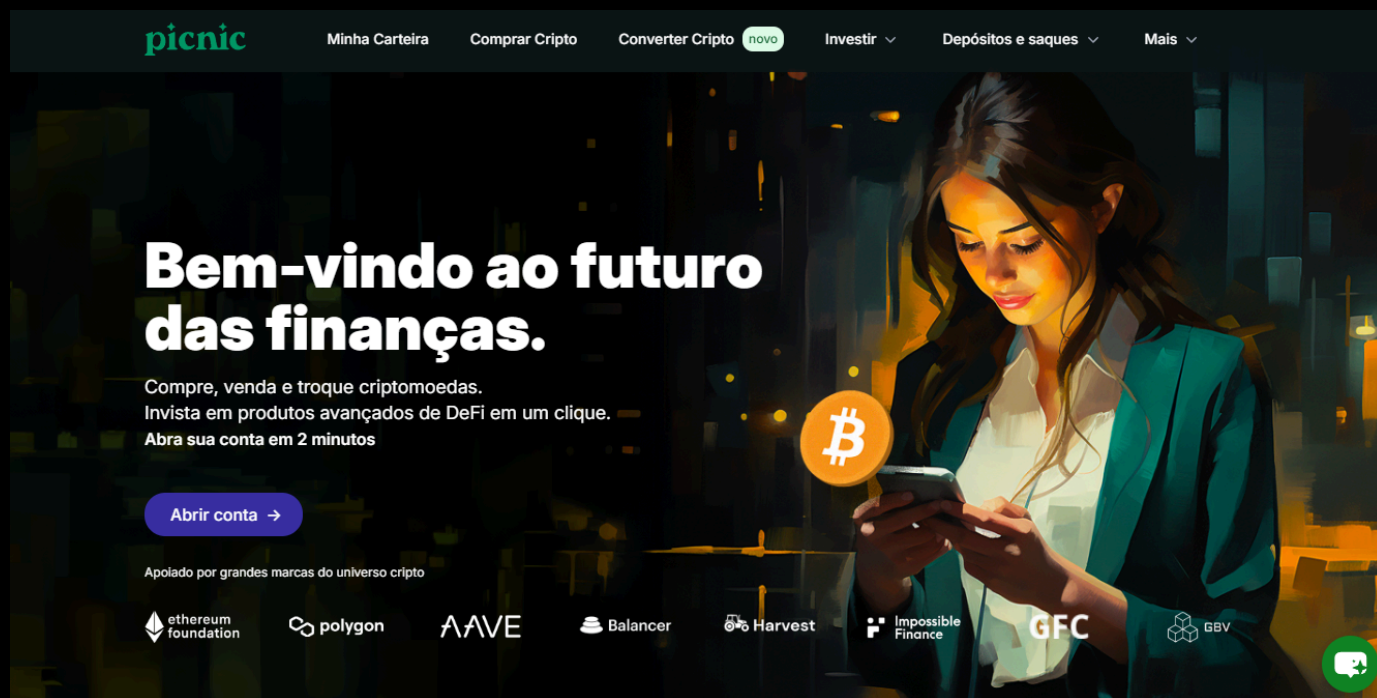 picnic
Minha Carteira
Comprar Cripto
Converter Cripto novo
Investir
Depósitos e saques
Mais
Bem-vindo ao futuro
das finanças.
Compre, venda e troque criptomoedas.
Invista em produtos avançados de DeFi em um clique.
Abra sua conta em 2 minutos
Abrir conta →
Apoiado por grandes marcas do universo cripto
ethereum
foundation
polygon
AAVE
Balancer
Harvest
Impossible
Finance
GFC
GBV